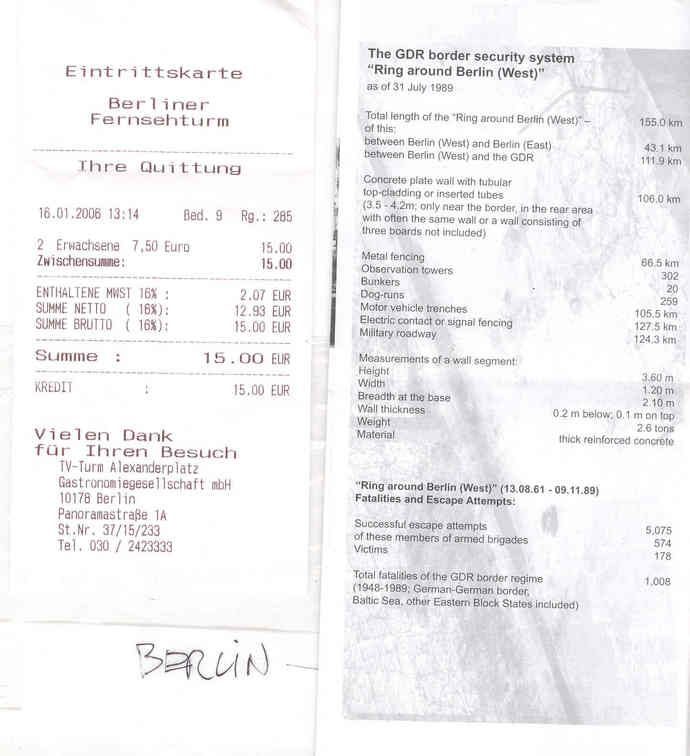 Eintrittskarte
Berliner
Fernsehturm
Ihre Quittung
16.01.2006 13:14 Bed. 9 Rg.: 285
2 Erwachsene 7,50 Euro 15.00
Zwischensumme: 15.00
ENTHALTENE MWST 16% : 2.07 EUR
SUMME NETTO ( 16%): 12.93 EUR
SUMME BRUTTO ( 16%): 15.00 EUR
Summe : 15.00 EUR
KREDIT : 15.00 EUR
Vielen Dank
für Ihren Besuch
TV-Turm Alexanderplatz
Gastronomiegesellschaft mbH
10178 Berlin
Panoramastraße 1A
St.Nr. 37/15/233
Tel. 030 / 2423333
BERLIN
The GDR border security system
“Ring around Berlin (West)”
as of 31 July 1989
Total length of the “Ring around Berlin (West)” – 155.0 km
of this:
between Berlin (West) and Berlin (East) 43.1 km
between Berlin (West) and the GDR 111.9 km
Concrete plate wall with tubular
top-cladding or inserted tubes 106.0 km
(3.5 - 4,2m; only near the border, in the rear area
with often the same wall or a wall consisting of
three boards not included)
Metal fencing 66.5 km
Observation towers 302
Bunkers 20
Dog-runs 259
Motor vehicle trenches 105.5 km
Electric contact or signal fencing 127.5 km
Military roadway 124.3 km
Measurements of a wall segment:
Height 3.60 m
Width 1.20 m
Breadth at the base 2.10 m
Wall thickness 0.2 m below; 0.1 m on top
Weight 2.6 tons
Material thick reinforced concrete
“Ring around Berlin (West)” (13.08.61 - 09.11.89)
Fatalities and Escape Attempts:
Successful escape attempts 5,075
of these members of armed brigades 574
Victims 178
Total fatalities of the GDR border regime 1,008
(1948-1989; German-German border,
Baltic Sea, other Eastern Block States included)